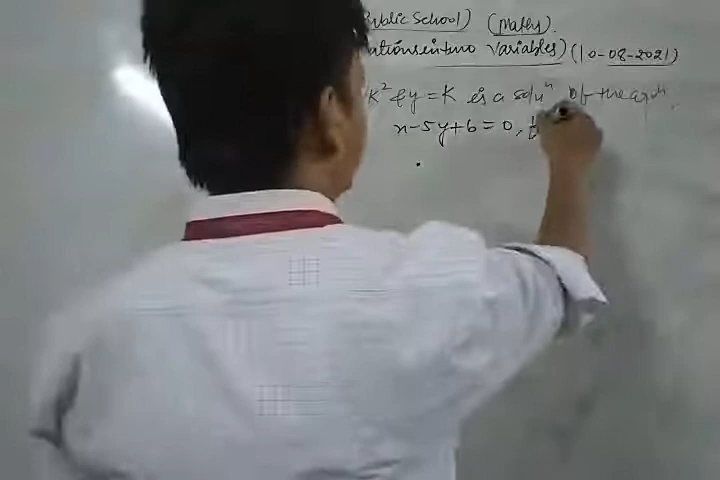 Public School) (Maths).
Variables) (10-08-2021)
K² & y = K is a solⁿ of the eqⁿ.
x-5y+6=0,